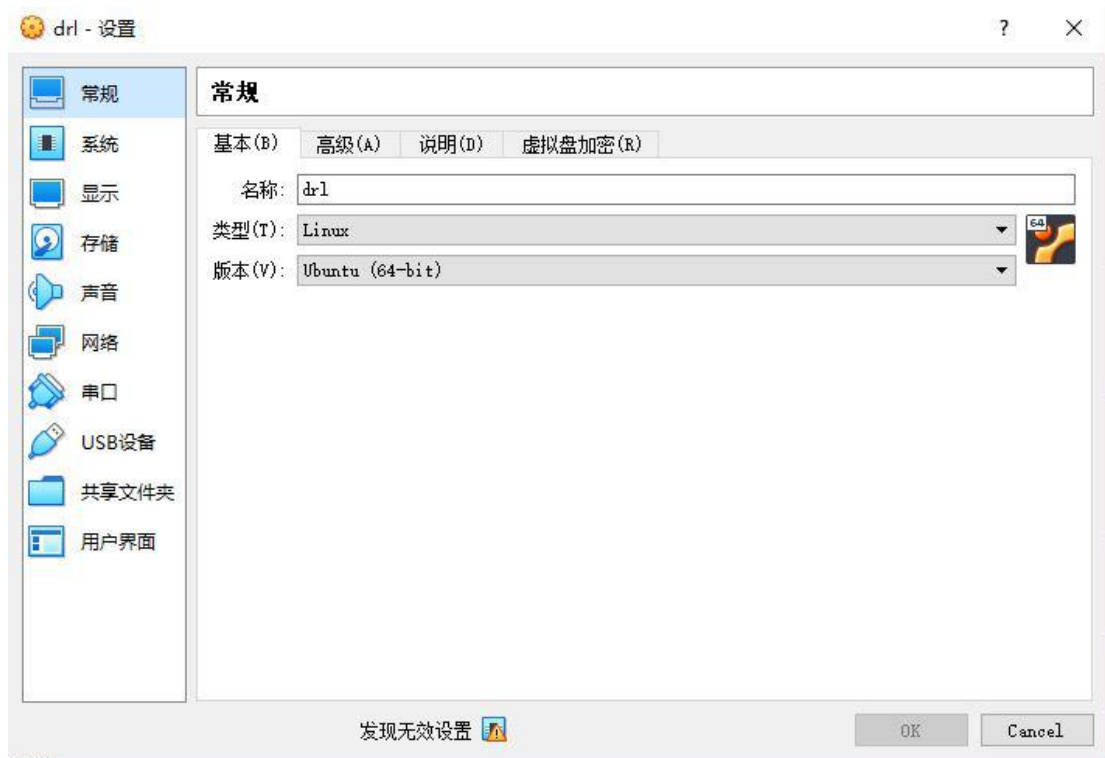 drl - 设置
?
常规
系统
显示
存储
声音
网络
串口
USB设备
共享文件夹
用户界面
常规
基本(B) 高级(A) 说明(D) 虚拟盘加密(R)
名称: drl
类型(T): Linux
64
版本(V): Ubuntu (64-bit)
发现无效设置
OK Cancel